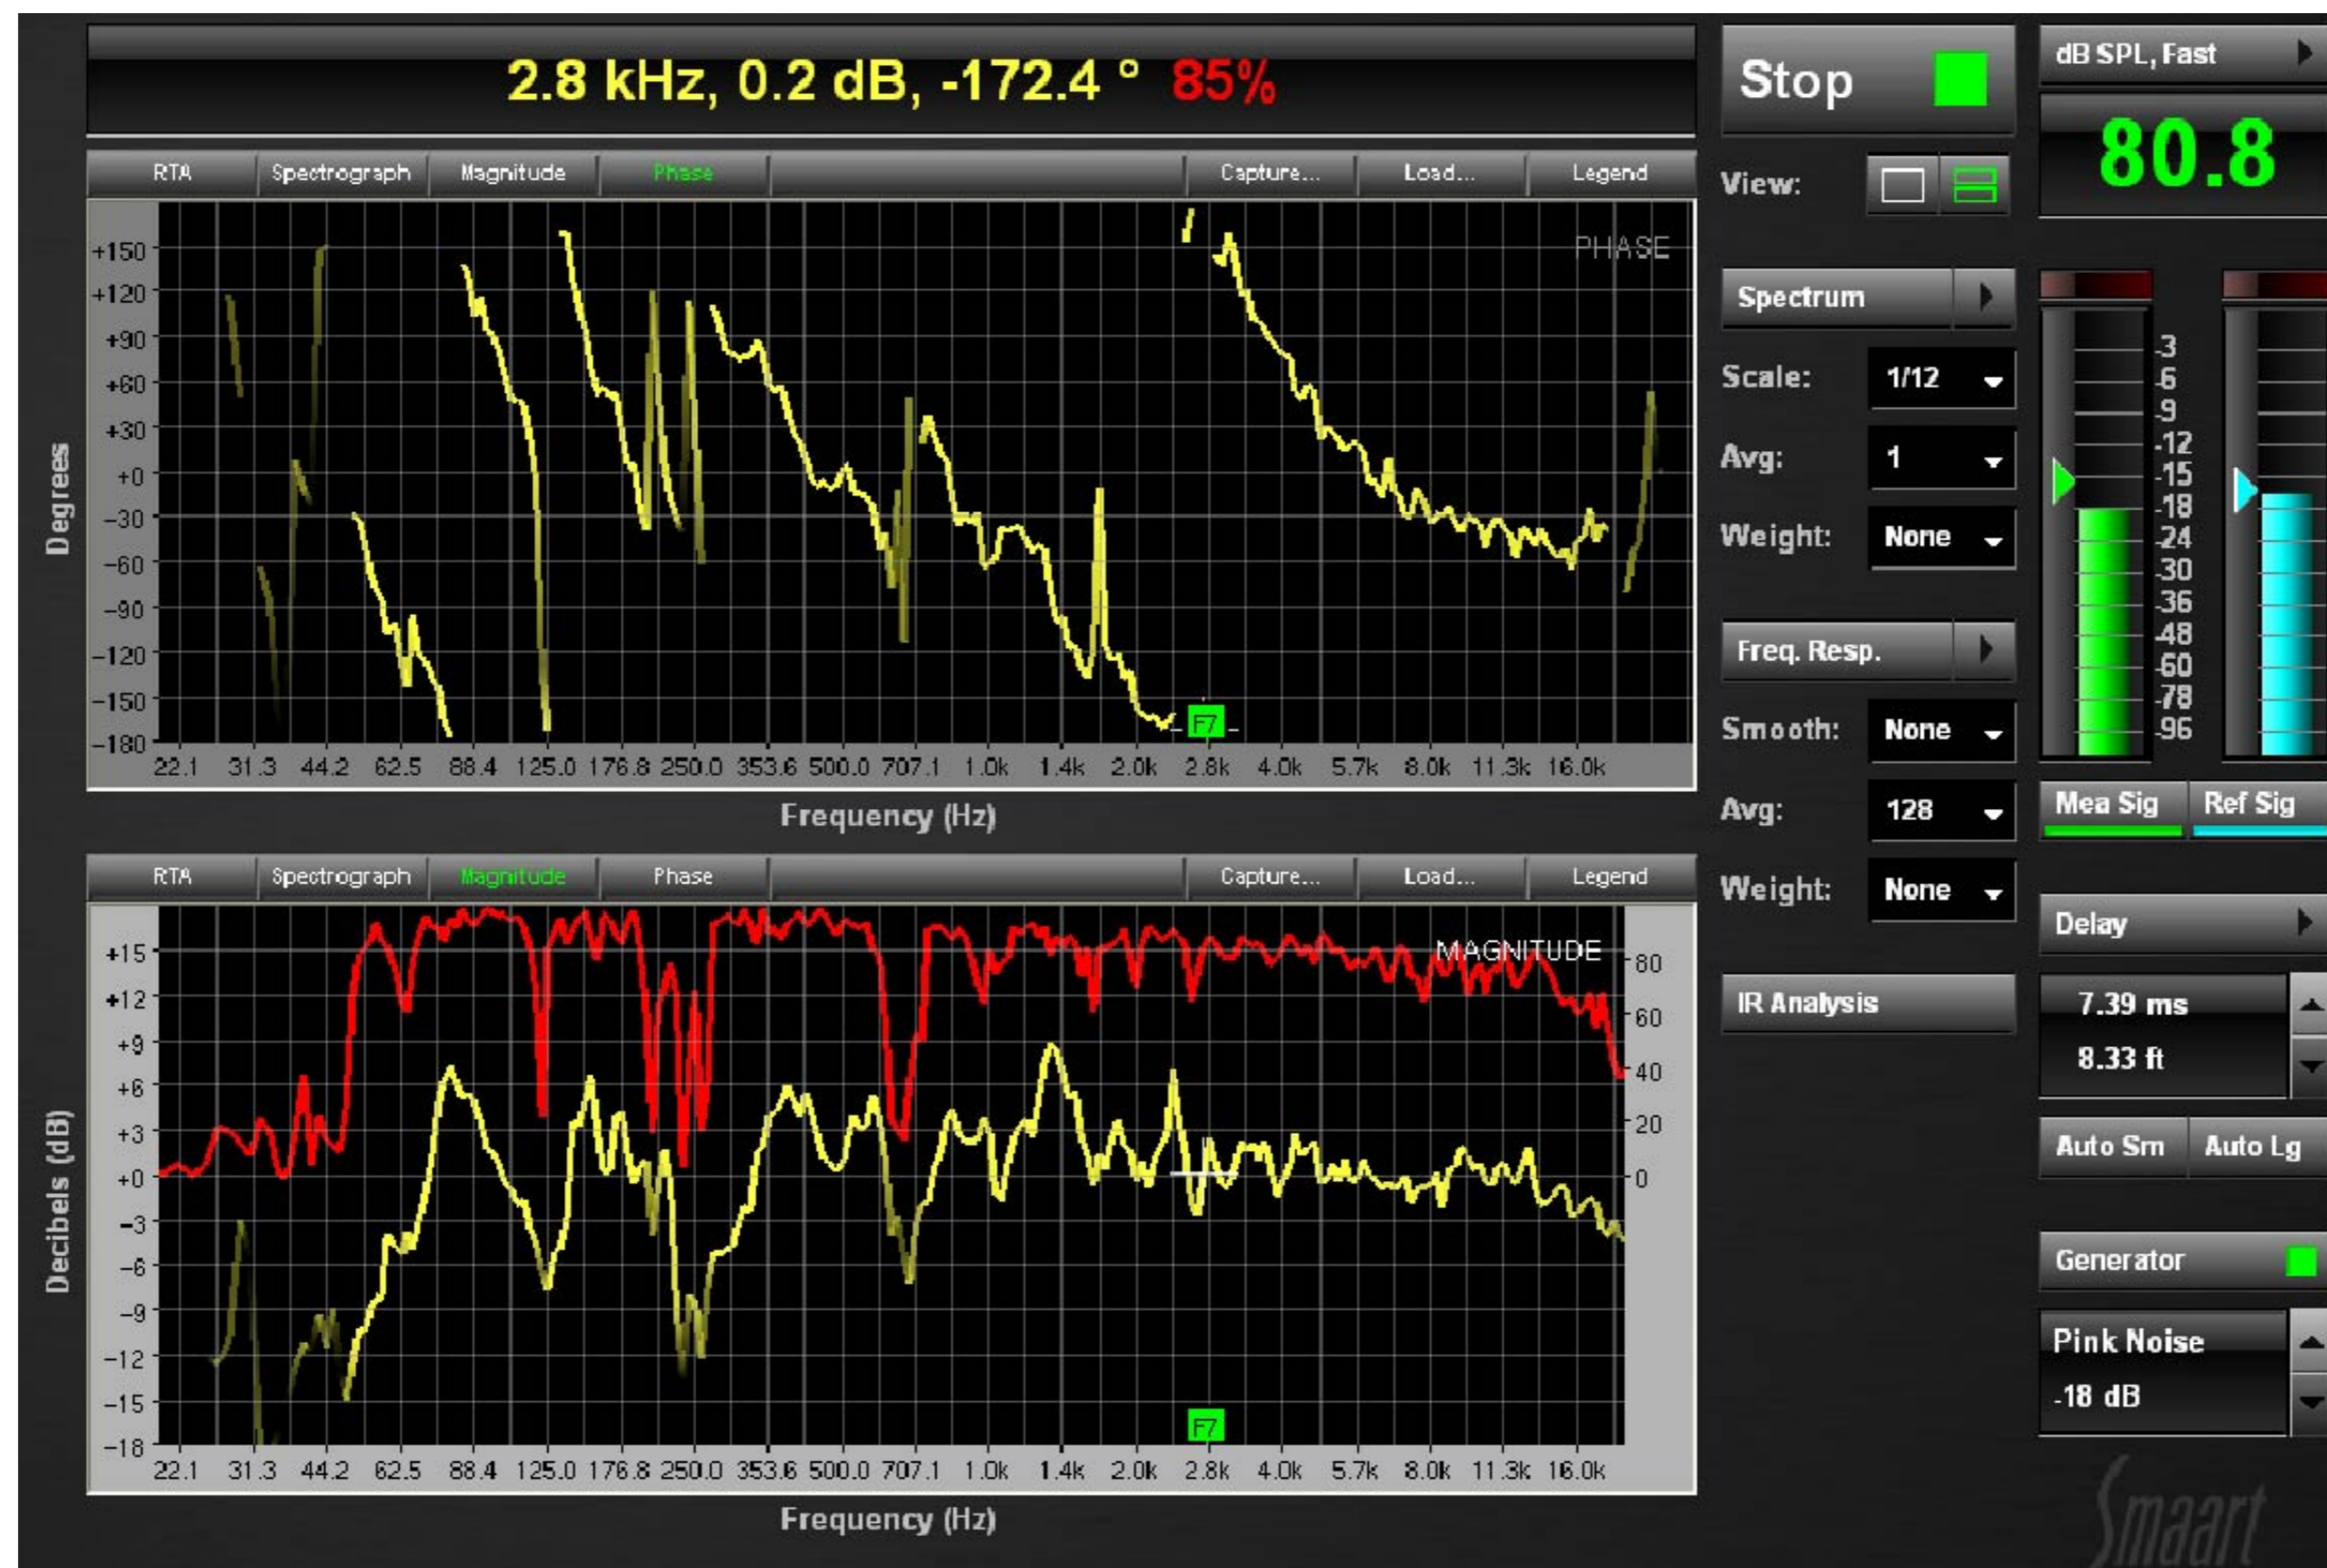 2.8 kHz, 0.2 dB, -172.4 ° 85%
RTA Spectrograph Magnitude Phase Capture... Load... Legend
PHASE
+150
+120
+90
+60
+30
+0
-30
-60
-90
-120
-150
-180
Degrees
F7
22.1 31.3 44.2 62.5 88.4 125.0 176.8 250.0 353.6 500.0 707.1 1.0k 1.4k 2.0k 2.8k 4.0k 5.7k 8.0k 11.3k 16.0k
Frequency (Hz)
RTA Spectrograph Magnitude Phase Capture... Load... Legend
MAGNITUDE
+15
+12
+9
+6
+3
+0
-3
-6
-9
-12
-15
-18
Decibels (dB)
80
60
40
20
0
F7
22.1 31.3 44.2 62.5 88.4 125.0 176.8 250.0 353.6 500.0 707.1 1.0k 1.4k 2.0k 2.8k 4.0k 5.7k 8.0k 11.3k 16.0k
Frequency (Hz)
Stop
View:
Spectrum
Scale: 1/12
Avg: 1
Weight: None
Freq. Resp.
Smooth: None
Avg: 128
Weight: None
IR Analysis
dB SPL, Fast
80.8
-3
-6
-9
-12
-15
-18
-24
-30
-36
-48
-60
-78
-96
Mea Sig Ref Sig
Delay
7.39 ms
8.33 ft
Auto Sm Auto Lg
Generator
Pink Noise
-18 dB
Smaart